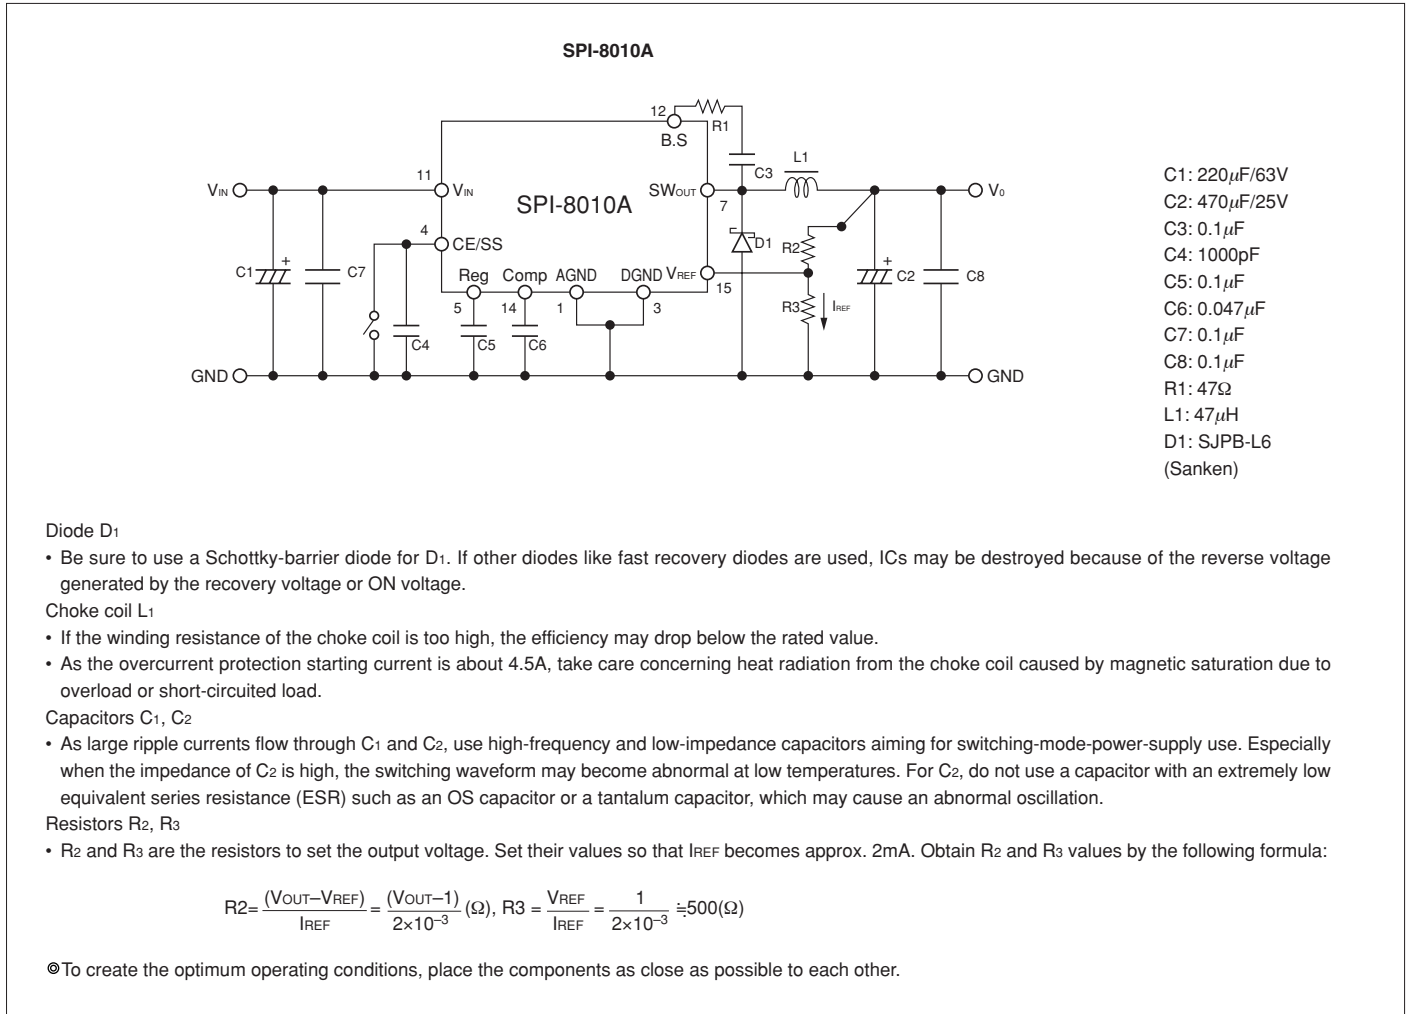 SPI-8010A
12
R1
B.S
C3
L1
11
VIN
VIN
SPI-8010A
SWOUT
7
V0
4
CE/SS
D1
R2
C1
+
C7
Reg
Comp
AGND
DGND
VREF
15
+
C2
C8
5
14
1
3
R3
IREF
C4
C5
C6
GND
GND
C1: 220μF/63V
C2: 470μF/25V
C3: 0.1μF
C4: 1000pF
C5: 0.1μF
C6: 0.047μF
C7: 0.1μF
C8: 0.1μF
R1: 47Ω
L1: 47μH
D1: SJPB-L6
(Sanken)
Diode D1
• Be sure to use a Schottky-barrier diode for D1. If other diodes like fast recovery diodes are used, ICs may be destroyed because of the reverse voltage
generated by the recovery voltage or ON voltage.
Choke coil L1
• If the winding resistance of the choke coil is too high, the efficiency may drop below the rated value.
• As the overcurrent protection starting current is about 4.5A, take care concerning heat radiation from the choke coil caused by magnetic saturation due to
overload or short-circuited load.
Capacitors C1, C2
• As large ripple currents flow through C1 and C2, use high-frequency and low-impedance capacitors aiming for switching-mode-power-supply use. Especially
when the impedance of C2 is high, the switching waveform may become abnormal at low temperatures. For C2, do not use a capacitor with an extremely low
equivalent series resistance (ESR) such as an OS capacitor or a tantalum capacitor, which may cause an abnormal oscillation.
Resistors R2, R3
• R2 and R3 are the resistors to set the output voltage. Set their values so that IREF becomes approx. 2mA. Obtain R2 and R3 values by the following formula:
R2= (VOUT–VREF) / IREF = (VOUT–1) / 2×10–3 (Ω), R3 = VREF / IREF = 1 / 2×10–3 ≒500(Ω)
◎To create the optimum operating conditions, place the components as close as possible to each other.